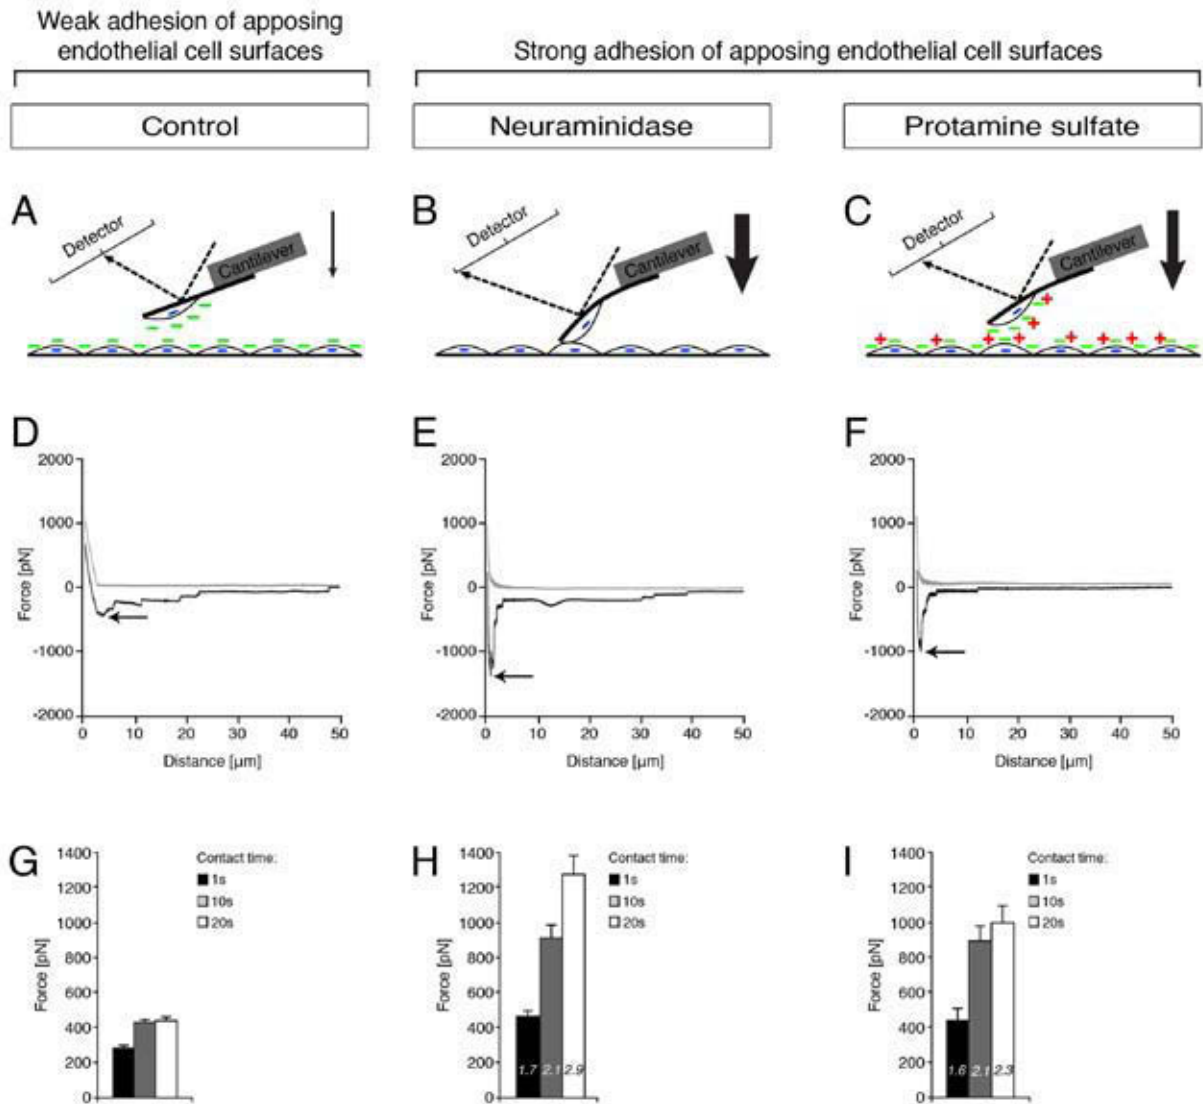 Weak adhesion of apposing
endothelial cell surfaces
Strong adhesion of apposing endothelial cell surfaces
Control
Neuraminidase
Protamine sulfate
A
Detector
Cantilever
B
Detector
Cantilever
C
Detector
Cantilever
D
2000
1000
0
-1000
-2000
Force [pN]
0 10 20 30 40 50
Distance [µm]
E
2000
1000
0
-1000
-2000
Force [pN]
0 10 20 30 40 50
Distance [µm]
F
2000
1000
0
-1000
-2000
Force [pN]
0 10 20 30 40 50
Distance [µm]
G
1400
1200
1000
800
600
400
200
0
Force [pN]
Contact time:
1s
10s
20s
H
1400
1200
1000
800
600
400
200
0
Force [pN]
1.7 2.1 2.9
Contact time:
1s
10s
20s
I
1400
1200
1000
800
600
400
200
0
Force [pN]
1.6 2.1 2.3
Contact time:
1s
10s
20s